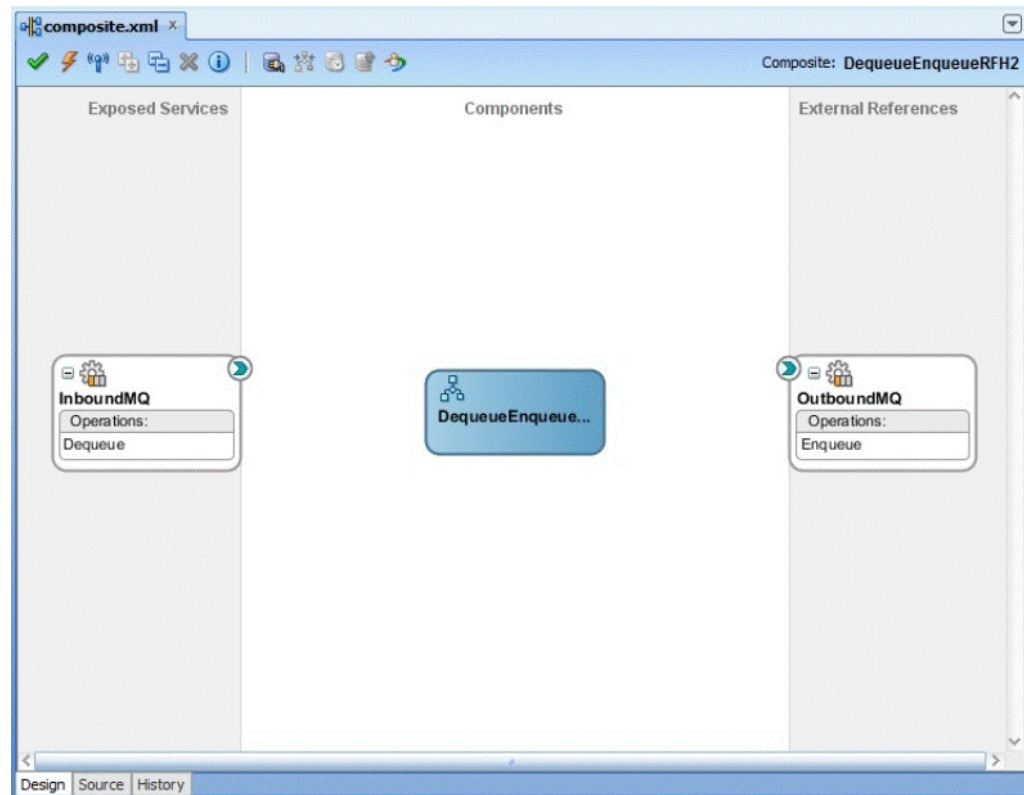 composite.xml
Composite: DequeueEnqueueRFH2
Exposed Services
Components
External References
InboundMQ
Operations:
Dequeue
DequeueEnqueue...
OutboundMQ
Operations:
Enqueue
Design Source History